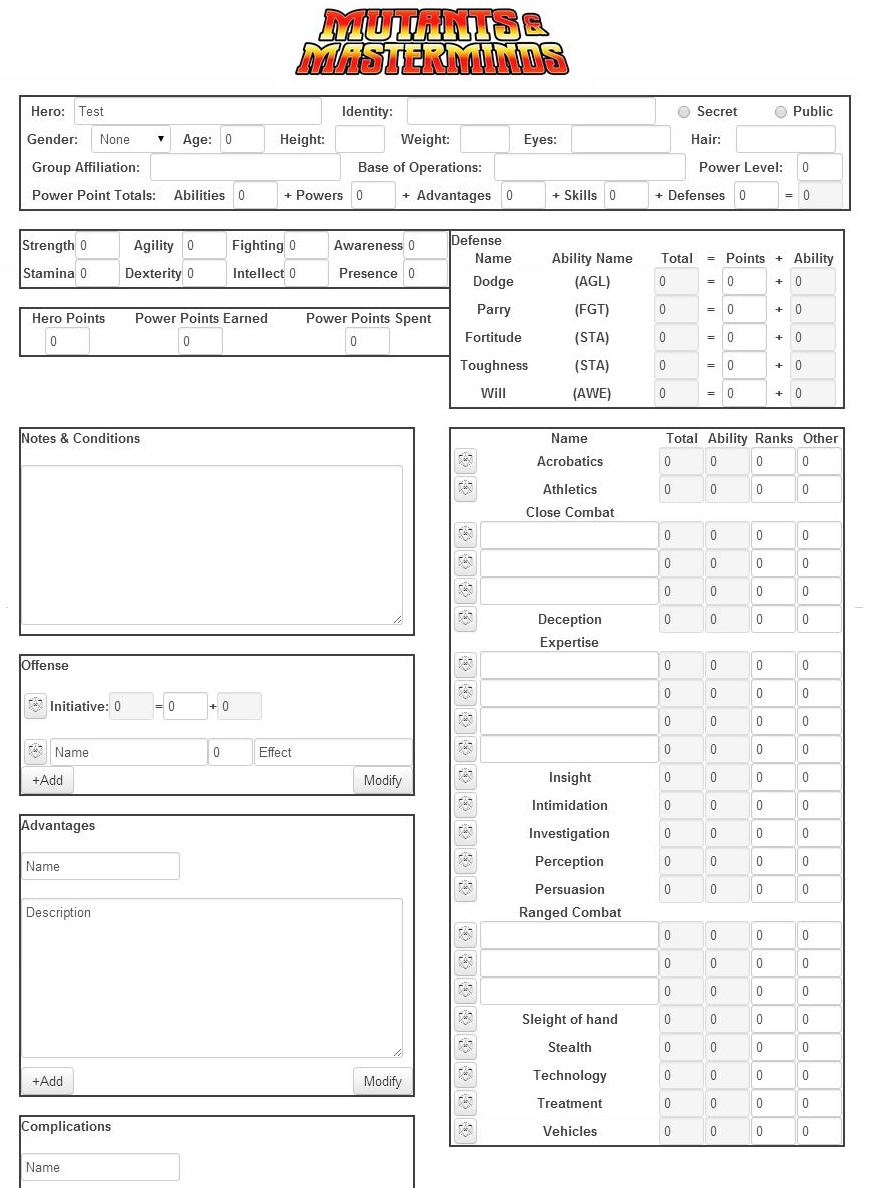 MUTANTS &
MASTERMINDS
Hero: Test Identity: Secret Public
Gender: None Age: 0 Height: Weight: Eyes: Hair:
Group Affiliation: Base of Operations: Power Level: 0
Power Point Totals: Abilities 0 + Powers 0 + Advantages 0 + Skills 0 + Defenses 0 = 0
Strength 0 Agility 0 Fighting 0 Awareness 0
Stamina 0 Dexterity 0 Intellect 0 Presence 0
Hero Points Power Points Earned Power Points Spent
0 0 0
Defense
Name Ability Name Total = Points + Ability
Dodge (AGL) 0 = 0 + 0
Parry (FGT) 0 = 0 + 0
Fortitude (STA) 0 = 0 + 0
Toughness (STA) 0 = 0 + 0
Will (AWE) 0 = 0 + 0
Notes & Conditions
Offense
Initiative: 0 = 0 + 0
Name 0 Effect
+Add Modify
Advantages
Name
Description
+Add Modify
Complications
Name
Name Total Ability Ranks Other
Acrobatics 0 0 0 0
Athletics 0 0 0 0
Close Combat
0 0 0 0
0 0 0 0
0 0 0 0
Deception 0 0 0 0
Expertise
0 0 0 0
0 0 0 0
0 0 0 0
0 0 0 0
Insight 0 0 0 0
Intimidation 0 0 0 0
Investigation 0 0 0 0
Perception 0 0 0 0
Persuasion 0 0 0 0
Ranged Combat
0 0 0 0
0 0 0 0
0 0 0 0
Sleight of hand 0 0 0 0
Stealth 0 0 0 0
Technology 0 0 0 0
Treatment 0 0 0 0
Vehicles 0 0 0 0